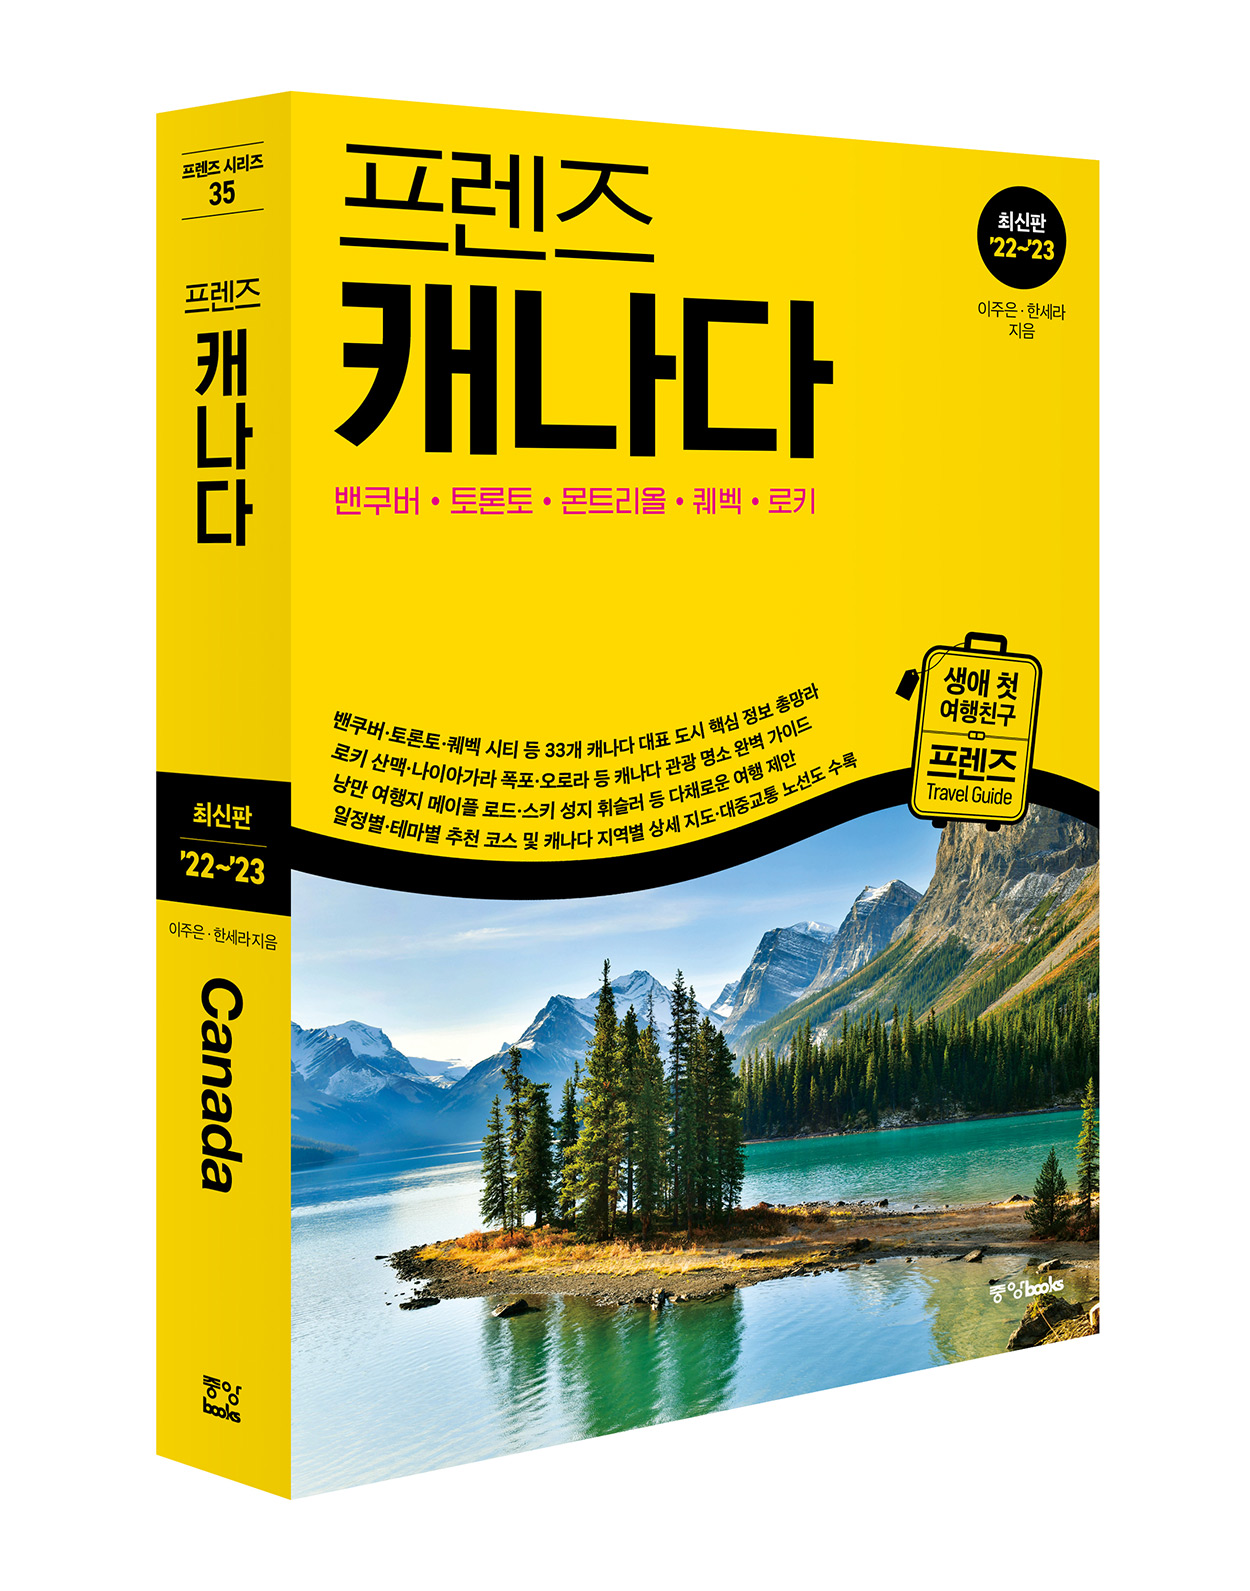 프렌즈 시리즈
35
프렌즈
캐나다
최신판
’22~’23
이주은·한세라 지음
Canada
중앙
books
프렌즈
캐나다
밴쿠버·토론토·몬트리올·퀘벡·로키
최신판
’22~’23
이주은·한세라
지음
생애 첫
여행친구
프렌즈
Travel Guide
밴쿠버·토론토·퀘벡 시티 등 33개 캐나다 대표 도시 핵심 정보 총망라
로키 산맥·나이아가라 폭포·오로라 등 캐나다 관광 명소 완벽 가이드
낭만 여행지 메이플 로드·스키 성지 휘슬러 등 다채로운 여행 제안
일정별·테마별 추천 코스 및 캐나다 지역별 상세 지도·대중교통 노선도 수록
중앙books